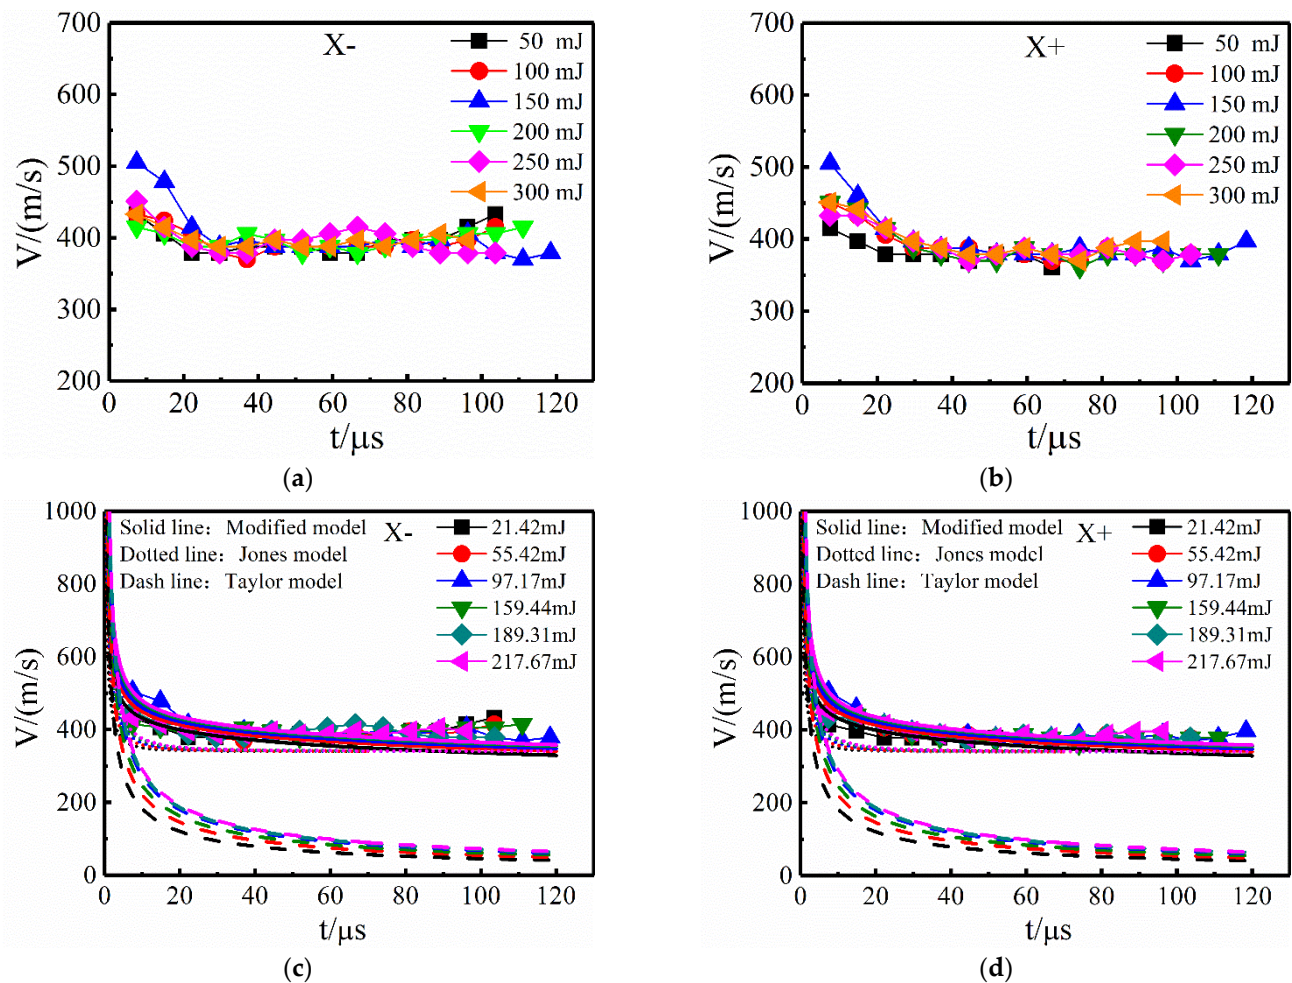 X-
50 mJ
100 mJ
150 mJ
200 mJ
250 mJ
300 mJ
700
600
500
400
300
200
V/(m/s)
0 20 40 60 80 100 120
t/μs
(a)
X+
50 mJ
100 mJ
150 mJ
200 mJ
250 mJ
300 mJ
700
600
500
400
300
200
V/(m/s)
0 20 40 60 80 100 120
t/μs
(b)
Solid line：Modified model
Dotted line：Jones model
Dash line：Taylor model
X-
21.42mJ
55.42mJ
97.17mJ
159.44mJ
189.31mJ
217.67mJ
1000
800
600
400
200
0
V/(m/s)
0 20 40 60 80 100 120
t/μs
(c)
Solid line：Modified model
Dotted line：Jones model
Dash line：Taylor model
X+
21.42mJ
55.42mJ
97.17mJ
159.44mJ
189.31mJ
217.67mJ
1000
800
600
400
200
0
V/(m/s)
0 20 40 60 80 100 120
t/μs
(d)